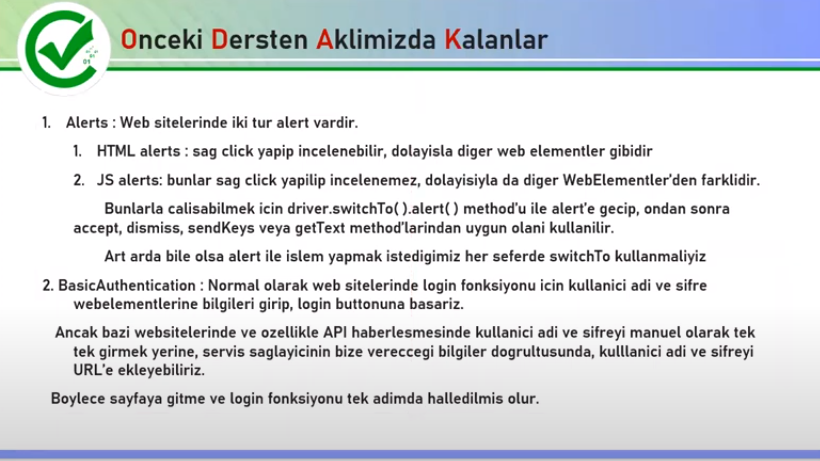 Onceki Dersten Aklimizda Kalanlar
1. Alerts : Web sitelerinde iki tur alert vardir.
1. HTML alerts : sag click yapip incelenebilir, dolayisla diger web elementler gibidir
2. JS alerts: bunlar sag click yapilip incelenemez, dolayisiyla da diger WebElementler'den farklidir.
Bunlarla calisabilmek icin driver.switchTo( ).alert( ) method'u ile alert'e gecip, ondan sonra
accept, dismiss, sendKeys veya getText method'larindan uygun olani kullanilir.
Art arda bile olsa alert ile islem yapmak istedigimiz her seferde switchTo kullanmaliyiz
2. BasicAuthentication : Normal olarak web sitelerinde login fonksiyonu icin kullanici adi ve sifre
webelementlerine bilgileri girip, login buttonuna basariz.
Ancak bazi websitelerinde ve ozellikle API haberlesmesinde kullanici adi ve sifreyi manuel olarak tek
tek girmek yerine, servis saglayicinin bize vereccegi bilgiler dogrultusunda, kulllanici adi ve sifreyi
URL'e ekleyebiliriz.
Boylece sayfaya gitme ve login fonksiyonu tek adimda halledilmis olur.